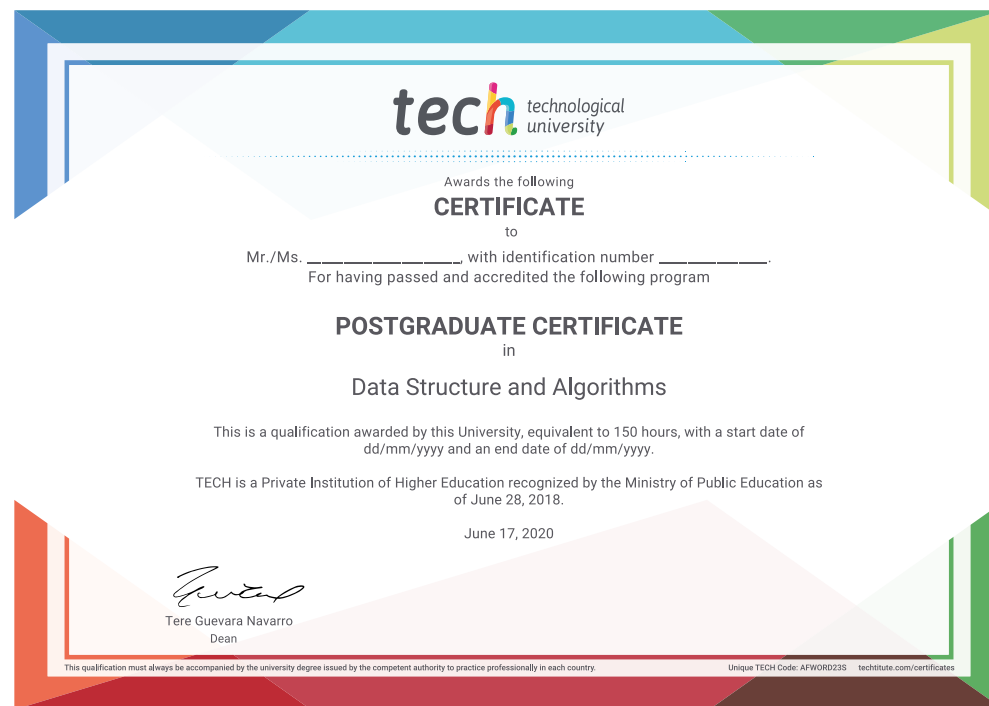 tech technological
university
Awards the following
CERTIFICATE
to
Mr./Ms. ____________________, with identification number ______________.
For having passed and accredited the following program
POSTGRADUATE CERTIFICATE
in
Data Structure and Algorithms
This is a qualification awarded by this University, equivalent to 150 hours, with a start date of
dd/mm/yyyy and an end date of dd/mm/yyyy.
TECH is a Private Institution of Higher Education recognized by the Ministry of Public Education as
of June 28, 2018.
June 17, 2020
Tere Guevara Navarro
Dean
This qualification must always be accompanied by the university degree issued by the competent authority to practice professionally in each country.
Unique TECH Code: AFWORD23S techtitute.com/certificates